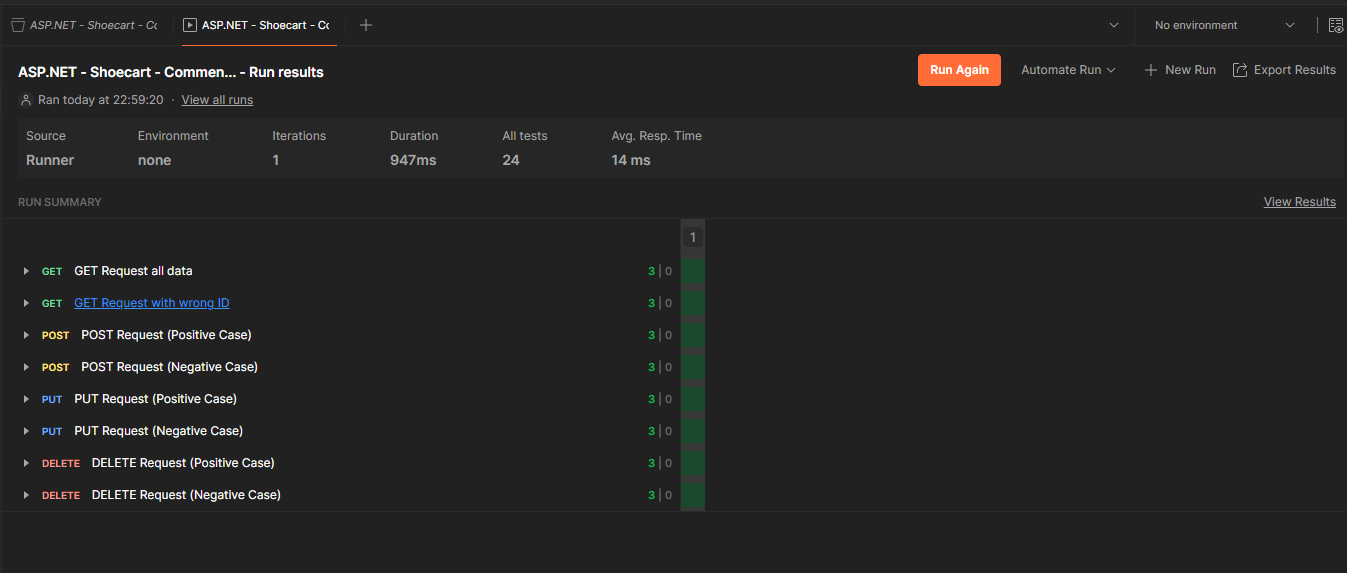 ASP.NET - Shoecart - Co
ASP.NET - Shoecart - Co
No environment
ASP.NET - Shoecart - Commen... - Run results
Run Again
Automate Run
New Run
Export Results
Ran today at 22:59:20 · View all runs
Source Environment Iterations Duration All tests Avg. Resp. Time
Runner none 1 947ms 24 14 ms
RUN SUMMARY
View Results
1
GET GET Request all data 3 | 0
GET GET Request with wrong ID 3 | 0
POST POST Request (Positive Case) 3 | 0
POST POST Request (Negative Case) 3 | 0
PUT PUT Request (Positive Case) 3 | 0
PUT PUT Request (Negative Case) 3 | 0
DELETE DELETE Request (Positive Case) 3 | 0
DELETE DELETE Request (Negative Case) 3 | 0